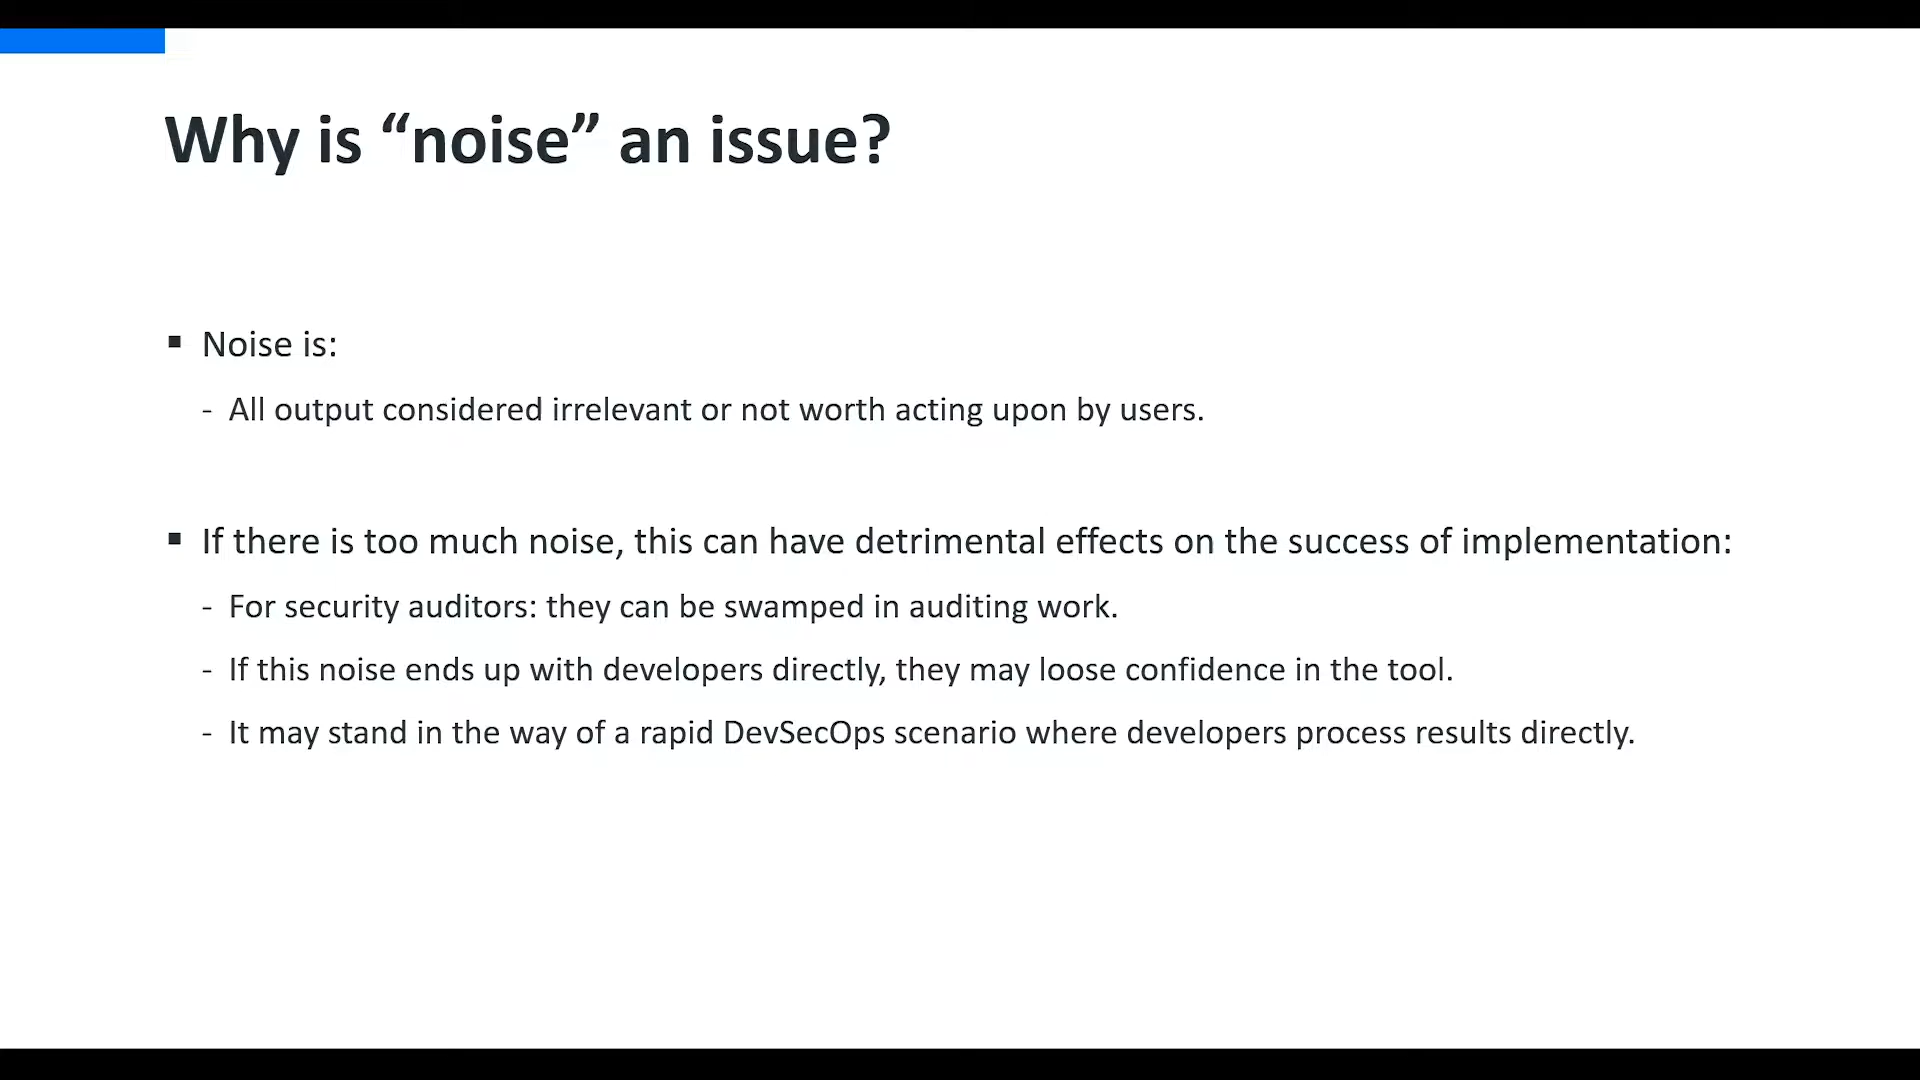 Why is “noise” an issue?
▪ Noise is:
- All output considered irrelevant or not worth acting upon by users.
▪ If there is too much noise, this can have detrimental effects on the success of implementation:
- For security auditors: they can be swamped in auditing work.
- If this noise ends up with developers directly, they may loose confidence in the tool.
- It may stand in the way of a rapid DevSecOps scenario where developers process results directly.